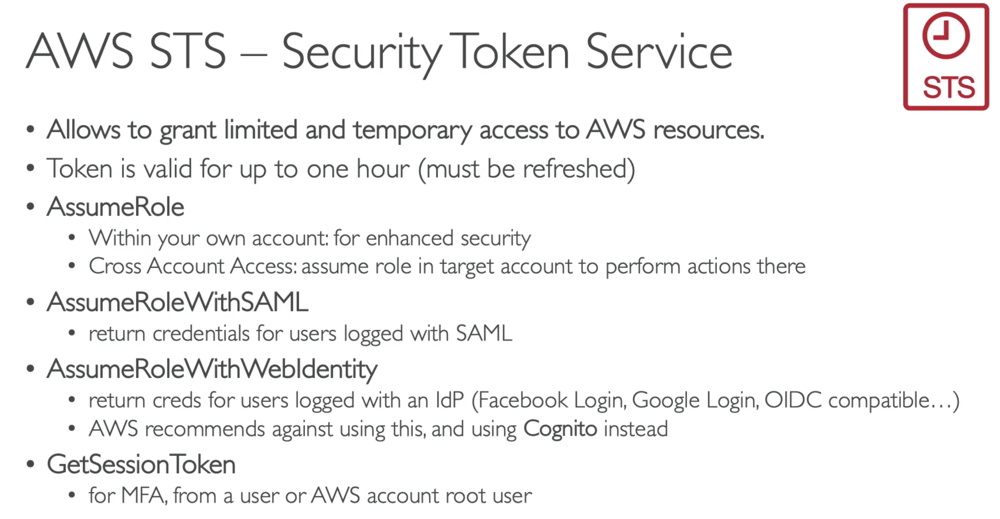 AWS STS – Security Token Service
STS
• Allows to grant limited and temporary access to AWS resources.
• Token is valid for up to one hour (must be refreshed)
• AssumeRole
• Within your own account: for enhanced security
• Cross Account Access: assume role in target account to perform actions there
• AssumeRoleWithSAML
• return credentials for users logged with SAML
• AssumeRoleWithWebIdentity
• return creds for users logged with an IdP (Facebook Login, Google Login, OIDC compatible…)
• AWS recommends against using this, and using Cognito instead
• GetSessionToken
• for MFA, from a user or AWS account root user